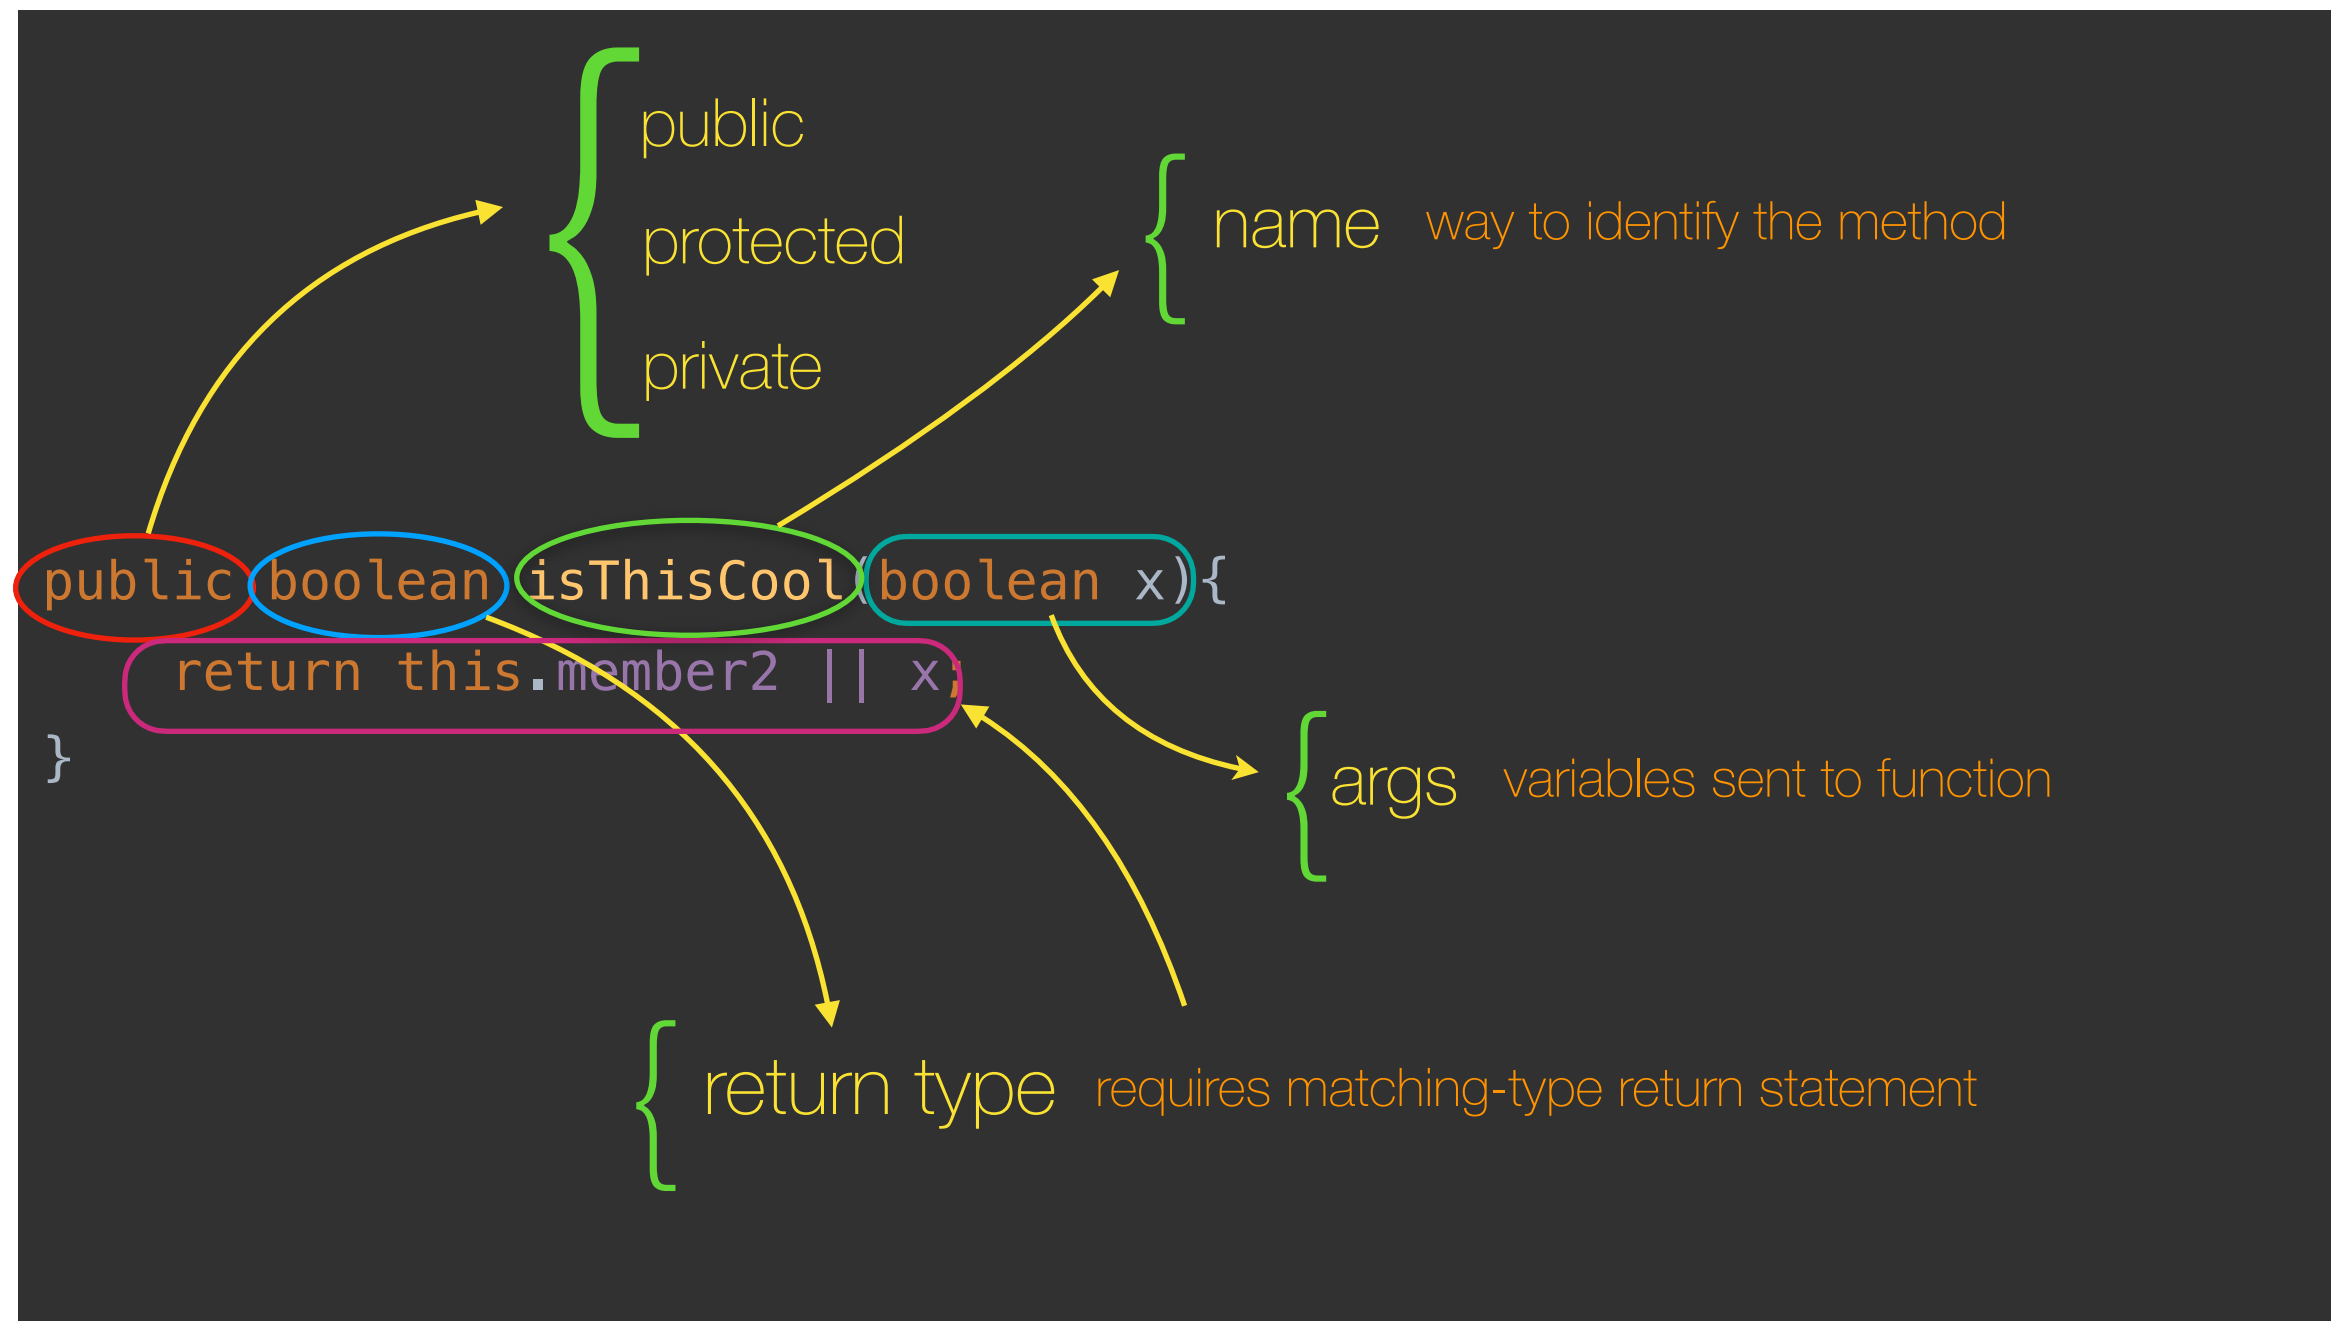 public
protected
private
name way to identify the method
public boolean isThisCool(boolean x){
return this.member2 || x;
}
args variables sent to function
return type requires matching-type return statement